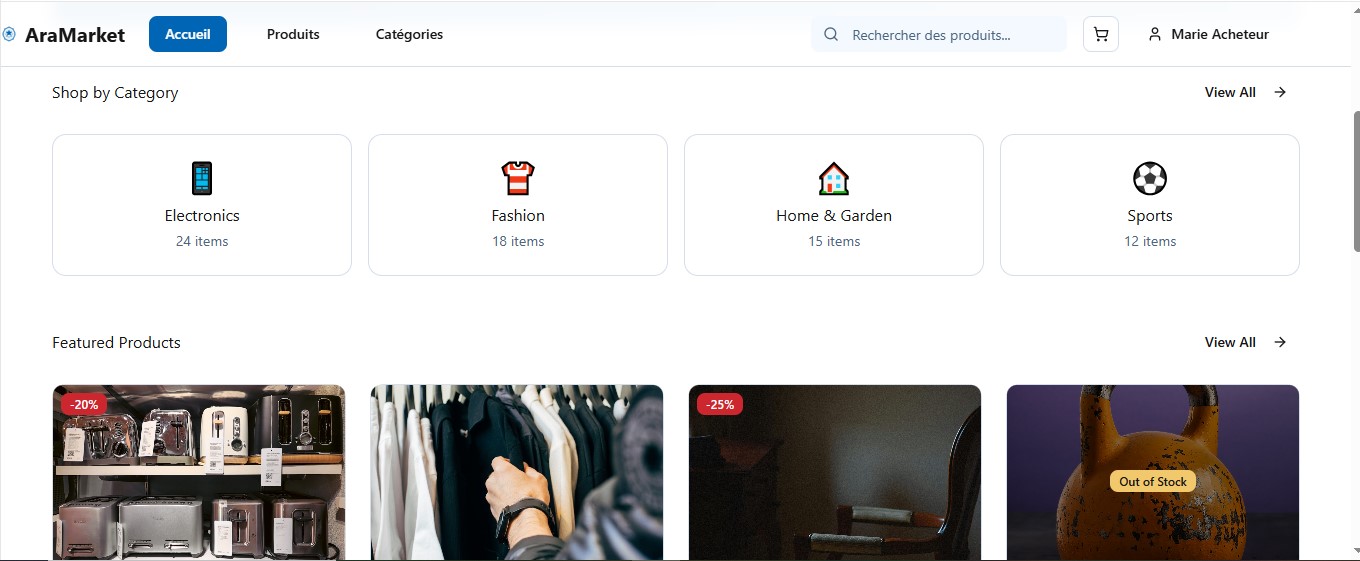 AraMarket
Accueil
Produits
Catégories
Rechercher des produits...
Marie Acheteur
Shop by Category
View All
Electronics
24 items
Fashion
18 items
Home & Garden
15 items
Sports
12 items
Featured Products
View All
-20%
-25%
Out of Stock